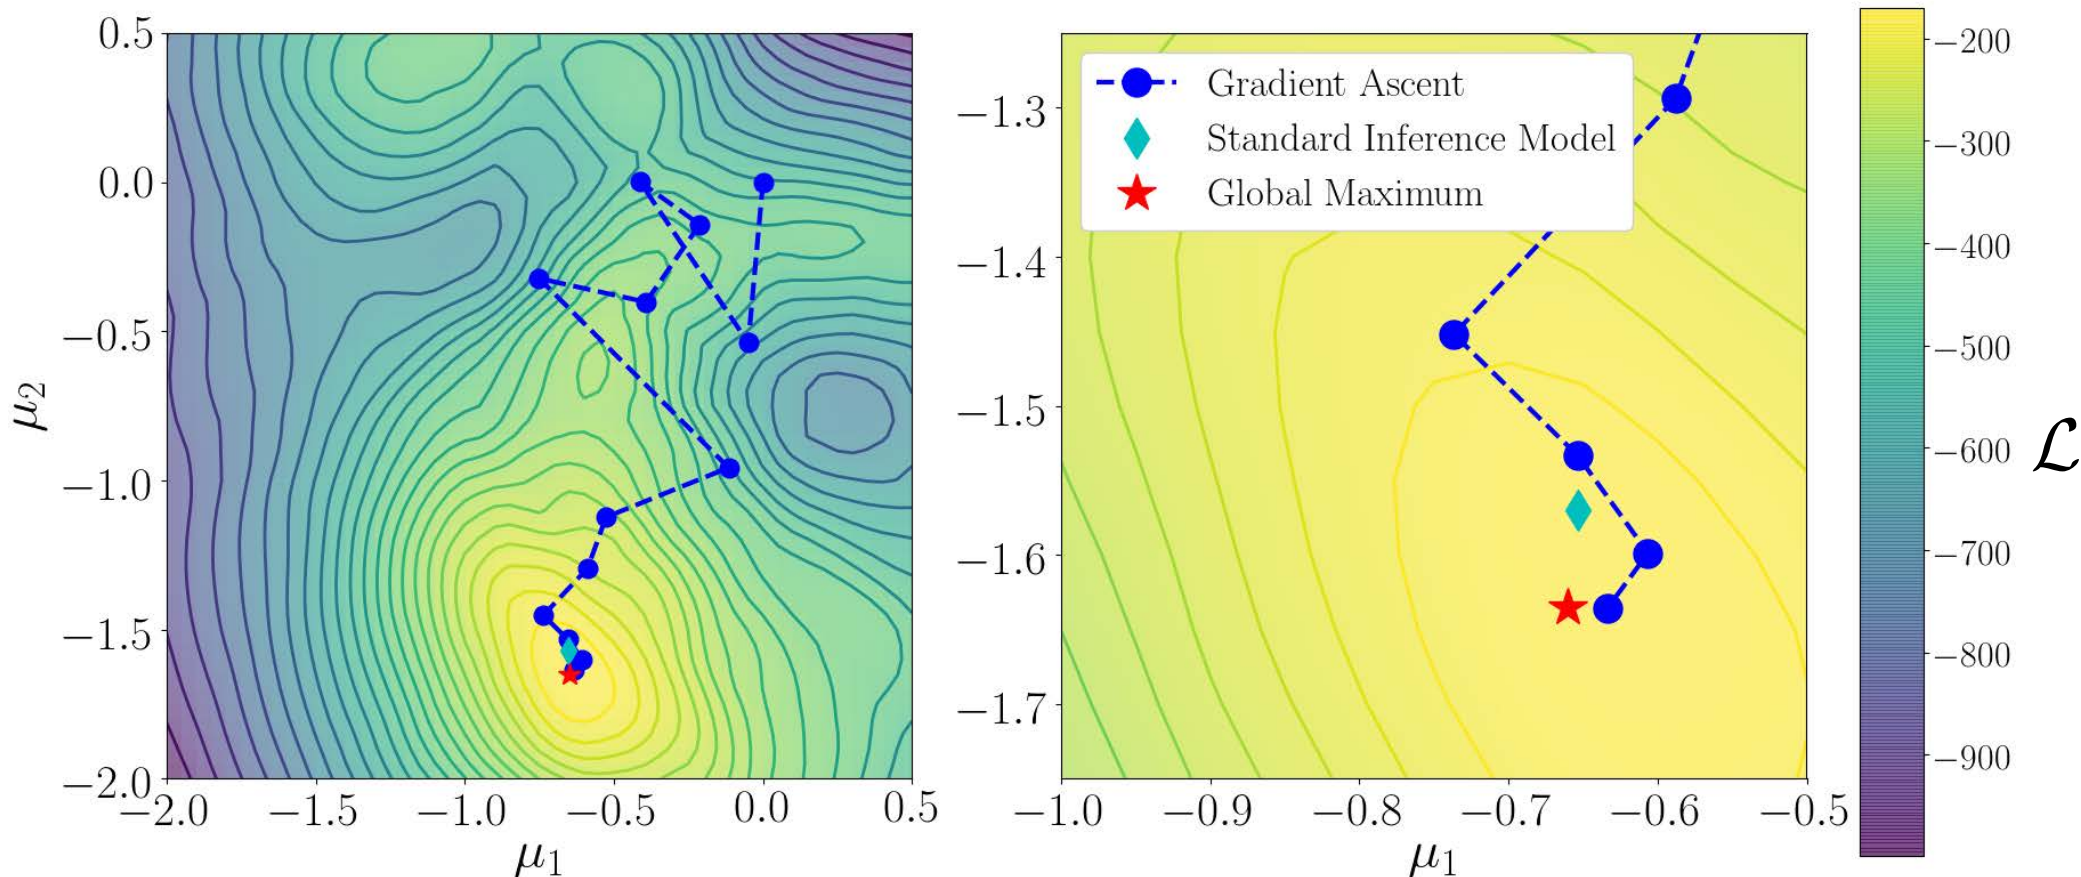 0.5
0.0
−0.5
−1.0
−1.5
−2.0
μ2
−2.0 −1.5 −1.0 −0.5 0.0 0.5
μ1
Gradient Ascent
Standard Inference Model
Global Maximum
−1.3
−1.4
−1.5
−1.6
−1.7
−1.0 −0.9 −0.8 −0.7 −0.6 −0.5
μ1
−200
−300
−400
−500
−600
−700
−800
−900
ℒ